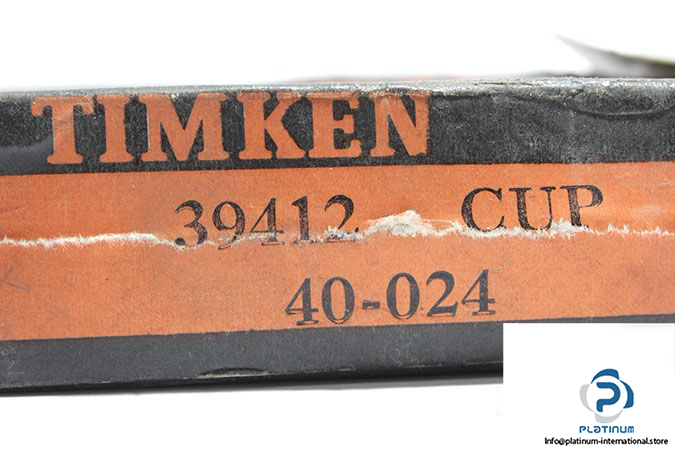 TIMKEN
39412 CUP
40-024
PLATINUM
Info@platinum-international.store